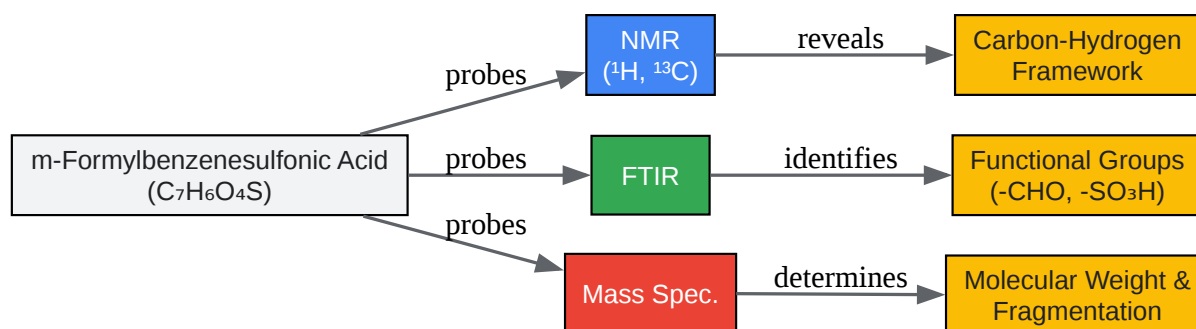 NMR
(¹H, ¹³C)
reveals
Carbon-Hydrogen
Framework
probes
m-Formylbenzenesulfonic Acid
(C₇H₆O₄S)
probes
FTIR
identifies
Functional Groups
(-CHO, -SO₃H)
probes
Mass Spec.
determines
Molecular Weight &
Fragmentation